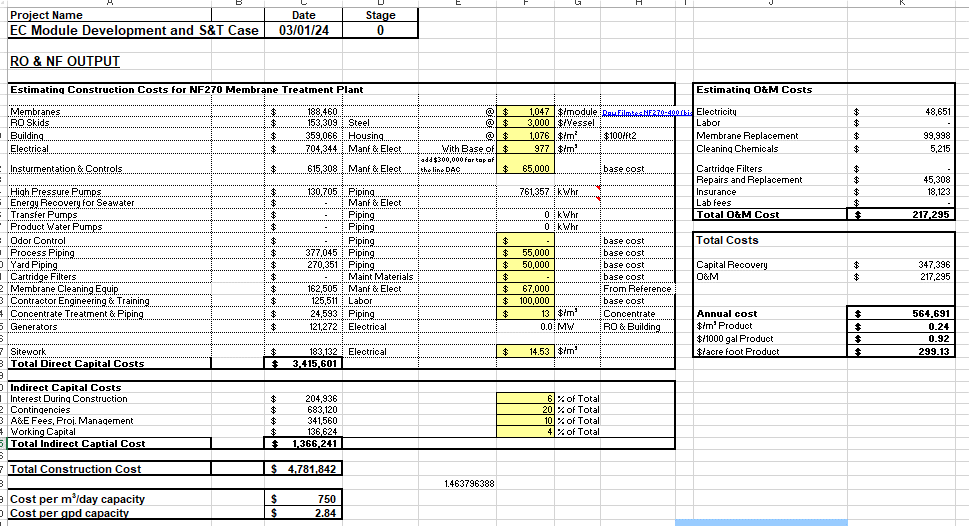 Project Name Date Stage
EC Module Development and S&T Case 03/01/24 0
RO & NF OUTPUT
Estimating Construction Costs for NF270 Membrane Treatment Plant
Membranes $ 188,460 @ $ 1,047 $/module
RO Skids $ 153,309 Steel @ $ 3,000 $/Vessel
Building $ 359,066 Housing @ $ 1,076 $/m² $100/ft2
Electrical $ 704,344 Manf & Elect With Base of $ 977 $/m³
Insturmentation & Controls $ 615,308 Manf & Elect add $300,000 for top of the line DAC $ 65,000 base cost
High Pressure Pumps $ 130,705 Piping 761,357 kWhr
Energy Recovery for Seawater $ - Manf & Elect
Transfer Pumps $ - Piping 0 kWhr
Product Water Pumps $ - Piping 0 kWhr
Odor Control Piping $ - base cost
Process Piping $ 377,045 Piping $ 55,000 base cost
Yard Piping $ 270,351 Piping $ 50,000 base cost
Cartridge Filters $ - Maint Materials $ - base cost
Membrane Cleaning Equip $ 162,505 Manf & Elect $ 67,000 From Reference
Contractor Engineering & Training $ 125,511 Labor $ 100,000 base cost
Concentrate Treatment & Piping $ 24,593 Piping $ 13 $/m³ Concentrate
Generators $ 121,272 Electrical 0.0 MW RO & Building
Sitework $ 183,132 Electrical $ 14.53 $/m³
Total Direct Capital Costs $ 3,415,601
Indirect Capital Costs
Interest During Construction $ 204,936 6 % of Total
Contingencies $ 683,120 20 % of Total
A&E Fees, Proj. Management $ 341,560 10 % of Total
Working Capital $ 136,624 4 % of Total
Total Indirect Captial Cost $ 1,366,241
Total Construction Cost $ 4,781,842
1.463796388
Cost per m³/day capacity $ 750
Cost per gpd capacity $ 2.84
Estimating O&M Costs
Electricity $ 48,651
Labor $ -
Membrane Replacement $ 99,998
Cleaning Chemicals $ 5,215
Cartridge Filters $ -
Repairs and Replacement $ 45,308
Insurance $ 18,123
Lab fees $ -
Total O&M Cost $ 217,295
Total Costs
Capital Recovery $ 347,396
O&M $ 217,295
Annual cost $ 564,691
$/m³ Product $ 0.24
$/1000 gal Product $ 0.92
$/acre foot Product $ 299.13